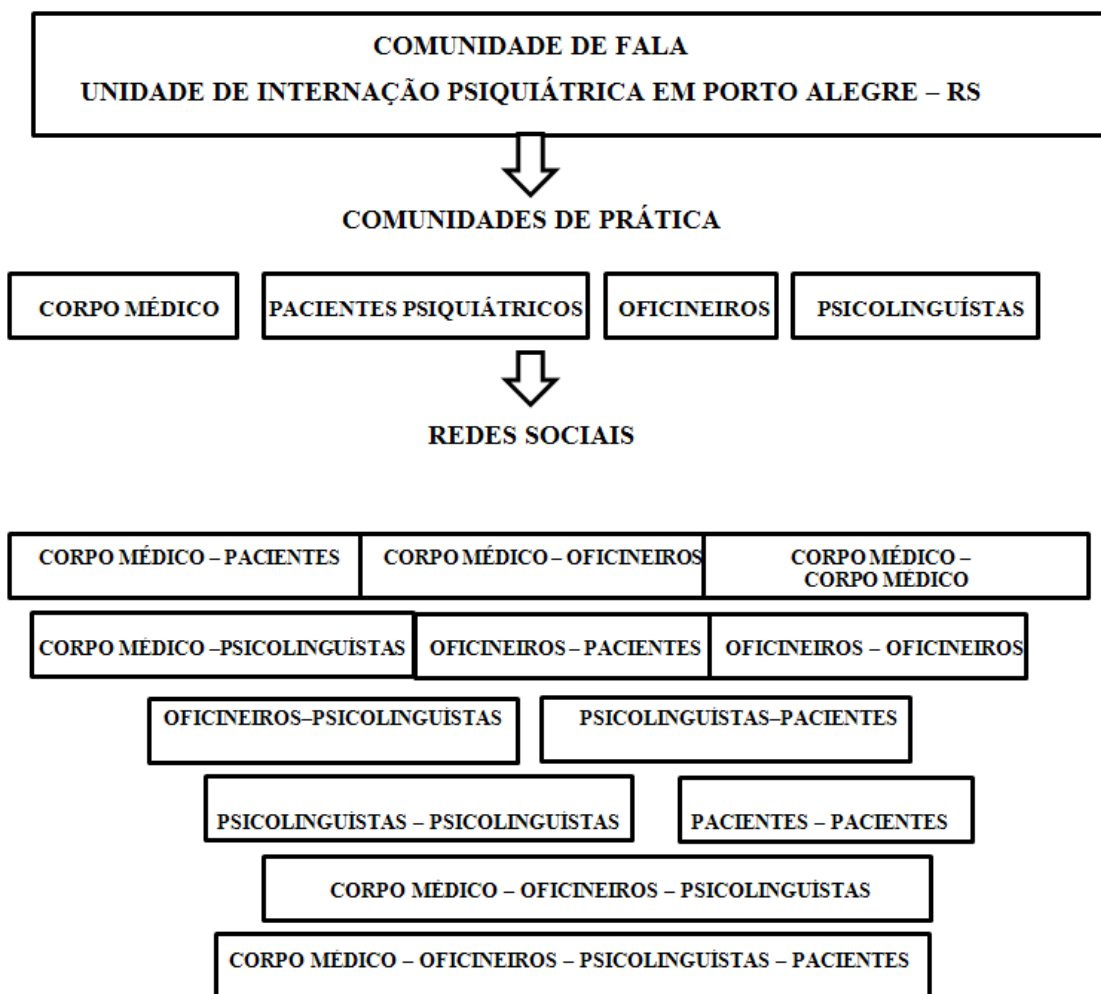 COMUNIDADE DE FALA
UNIDADE DE INTERNAÇÃO PSIQUIÁTRICA EM PORTO ALEGRE – RS
COMUNIDADES DE PRÁTICA
CORPO MÉDICO
PACIENTES PSIQUIÁTRICOS
OFICINEIROS
PSICOLINGUÍSTAS
REDES SOCIAIS
CORPO MÉDICO – PACIENTES
CORPO MÉDICO – OFICINEIROS
CORPO MÉDICO –
CORPO MÉDICO
CORPO MÉDICO –PSICOLINGUÍSTAS
OFICINEIROS – PACIENTES
OFICINEIROS – OFICINEIROS
OFICINEIROS–PSICOLINGUÍSTAS
PSICOLINGUÍSTAS–PACIENTES
PSICOLINGUÍSTAS – PSICOLINGUÍSTAS
PACIENTES – PACIENTES
CORPO MÉDICO – OFICINEIROS – PSICOLINGUÍSTAS
CORPO MÉDICO – OFICINEIROS – PSICOLINGUÍSTAS – PACIENTES